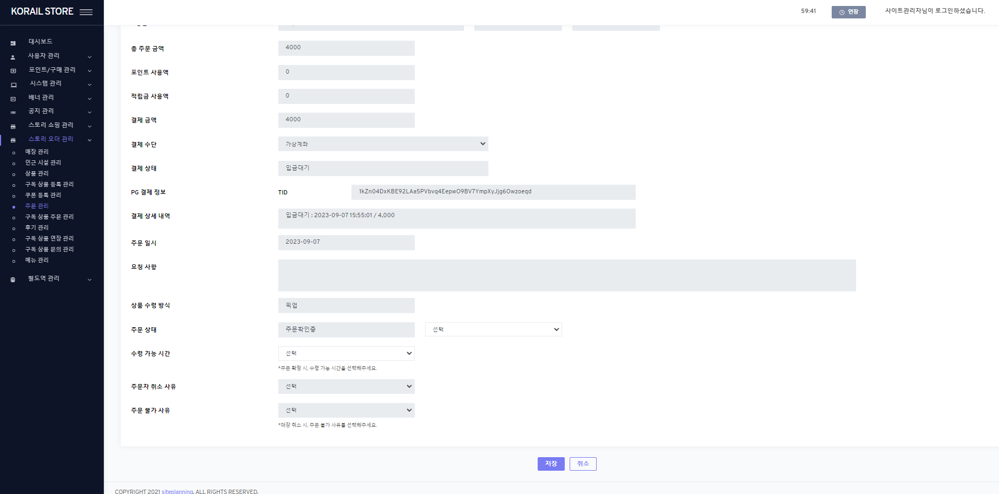 KORAIL STORE
59:41
연장
사이트관리자님이 로그인하셨습니다.
대시보드
사용자 관리
포인트/구매 관리
시스템 관리
배너 관리
공지 관리
스토리 쇼핑 관리
스토리 오더 관리
매장 관리
인근 시설 관리
상품 관리
구독 상품 등록 관리
쿠폰 등록 관리
주문 관리
구독 상품 주문 관리
후기 관리
구독 상품 연장 관리
구독 상품 문의 관리
메뉴 관리
철도역 관리
총 주문 금액 4000
포인트 사용액 0
적립금 사용액 0
결제 금액 4000
결제 수단 가상계좌
결제 상태 입금대기
PG 결제 정보 TID 1kZn04DxKBE92LAa5PVbvq4EepwO9BV7YmpXyJjg6Owzoeqd
결제 상세 내역 입금대기 : 2023-09-07 15:55:01 / 4,000
주문 일시 2023-09-07
요청 사항
상품 수령 방식 픽업
주문 상태 주문확인중 선택
수령 가능 시간 선택
*주문 확정 시, 수령 가능 시간을 선택해주세요.
주문자 취소 사유 선택
주문 불가 사유 선택
*매장 취소 시, 주문 불가 사유를 선택해주세요.
저장 취소
COPYRIGHT 2021 siteplanning. ALL RIGHTS RESERVED.